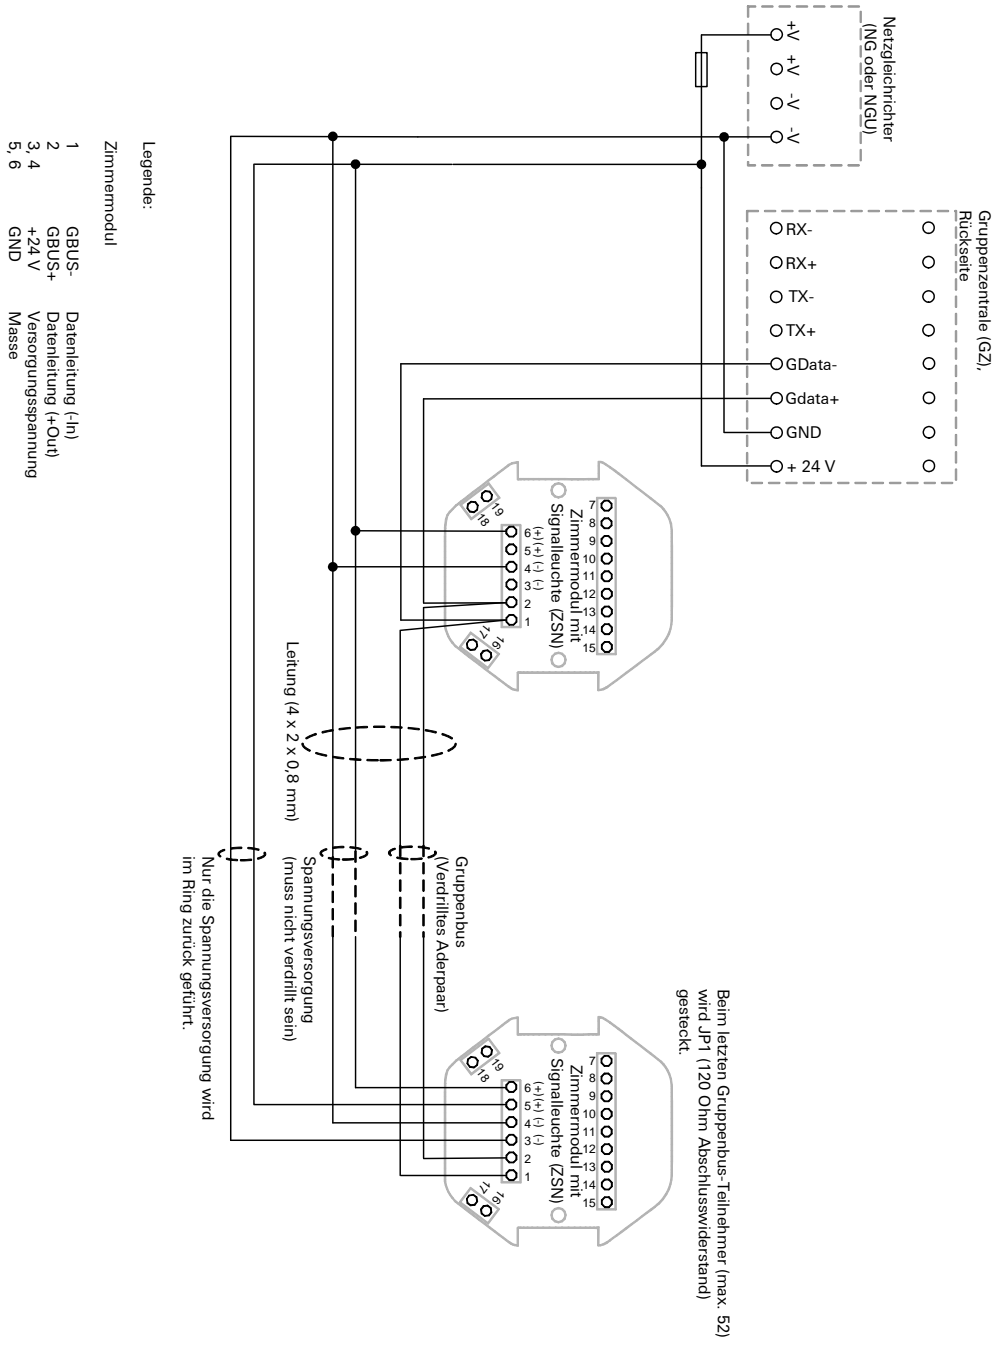 Netzgleichrichter
(NG oder NGU)
+V
+V
-V
-V
Gruppenzentrale (GZ),
Rückseite
RX-
RX+
TX-
TX+
GData-
Gdata+
GND
+ 24 V
Legende:
Zimmermodul
1 GBUS- Datenleitung (-In)
2 GBUS+ Datenleitung (+Out)
3, 4 +24 V Versorgungsspannung
5, 6 GND Masse
Zimmermodul mit
Signalleuchte (ZSN)
7
8
9
10
11
12
13
14
15
19
18
6 (+)
5 (+)
4 (-)
3 (-)
2
1
17
16
Leitung (4 x 2 x 0,8 mm)
Gruppenbus
(Verdrilltes Aderpaar)
Spannungsversorgung
(muss nicht verdrillt sein)
Nur die Spannungsversorgung wird
im Ring zurück geführt.
Beim letzten Gruppenbus-Teilnehmer (max. 52)
wird JP1 (120 Ohm Abschlusswiderstand)
gesteckt.
Zimmermodul mit
Signalleuchte (ZSN)
7
8
9
10
11
12
13
14
15
19
18
6 (+)
5 (+)
4 (-)
3 (-)
2
1
17
16